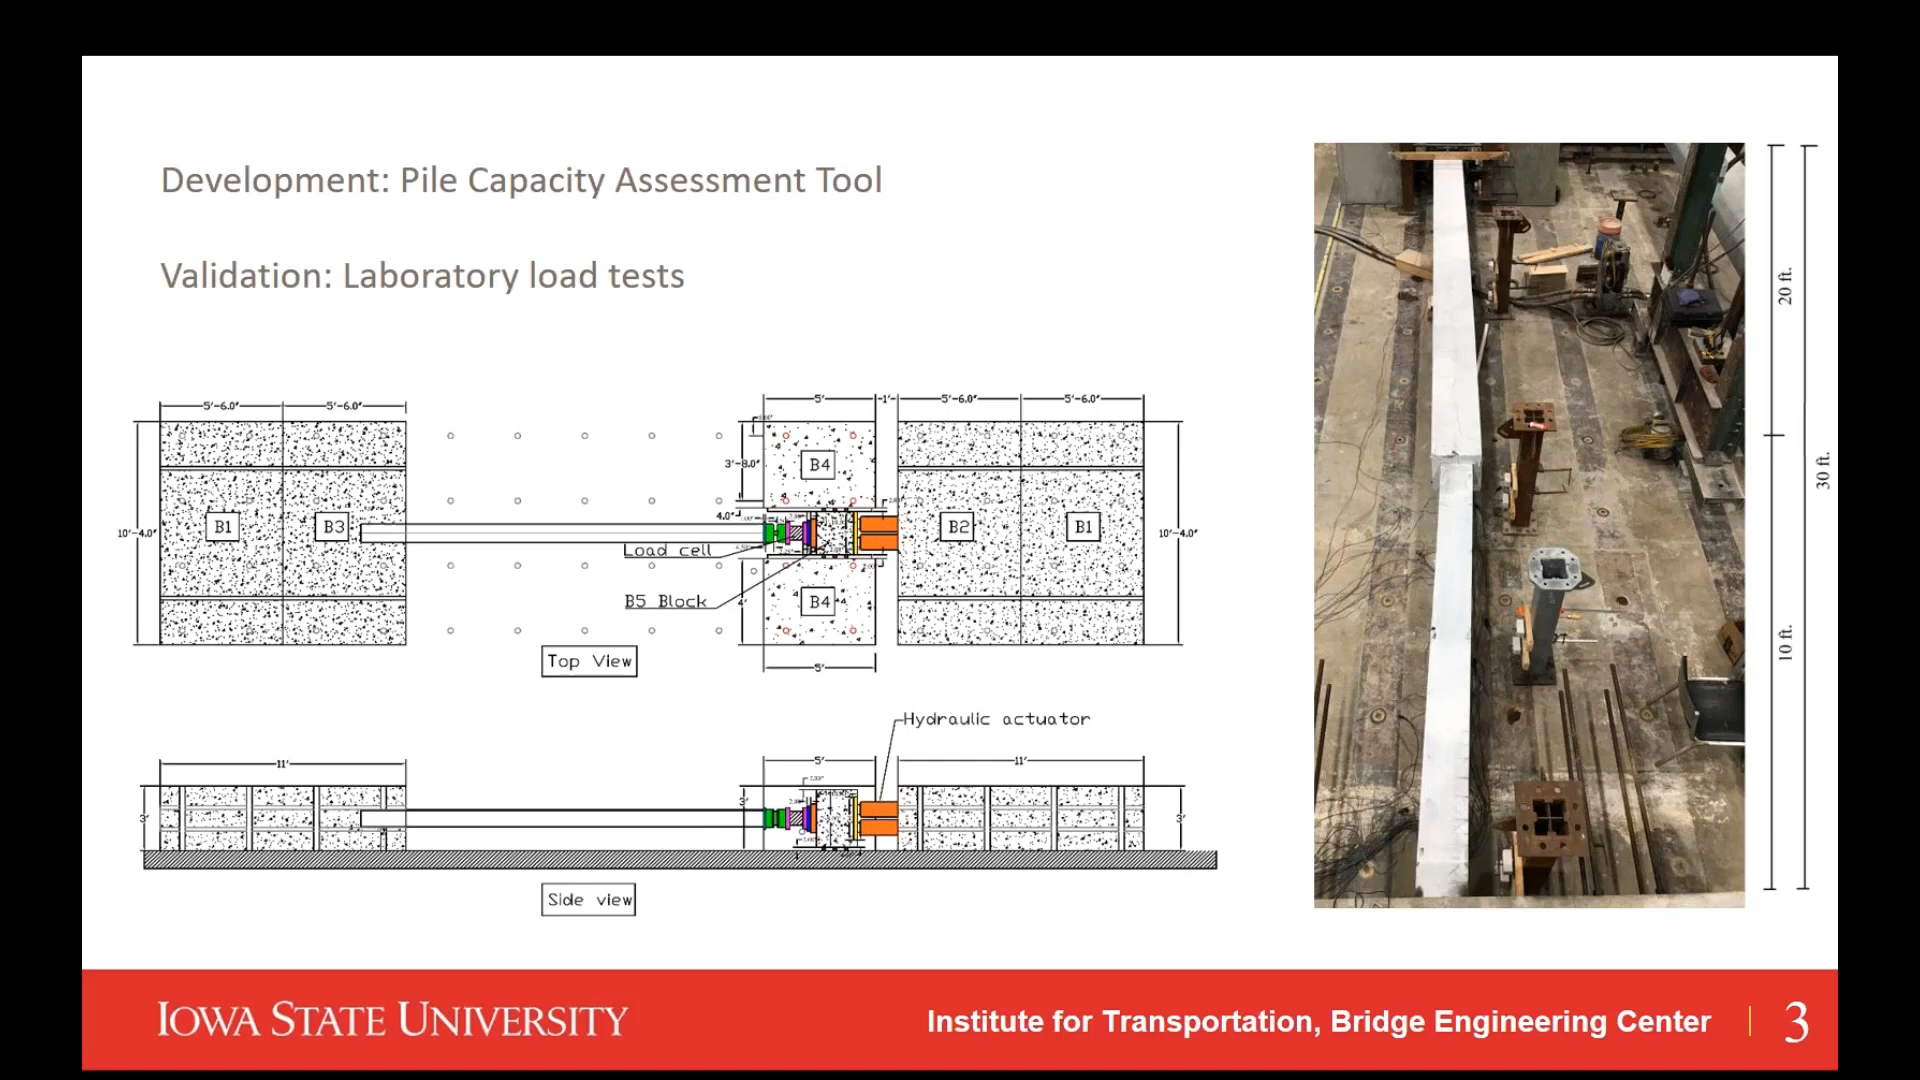 Development: Pile Capacity Assessment Tool
Validation: Laboratory load tests
5'-6.0" 5'-6.0" 5' 1' 5'-6.0" 5'-6.0"
B4
3'-8.0"
10'-4.0" B1 B3 4.0" B2 B1 10'-4.0"
Load cell
B5 Block
4' B4
Top View
5'
Hydraulic actuator
11' 5' 11'
3' 3' 3'
Side view
20 ft.
30 ft.
10 ft.
IOWA STATE UNIVERSITY
Institute for Transportation, Bridge Engineering Center
3